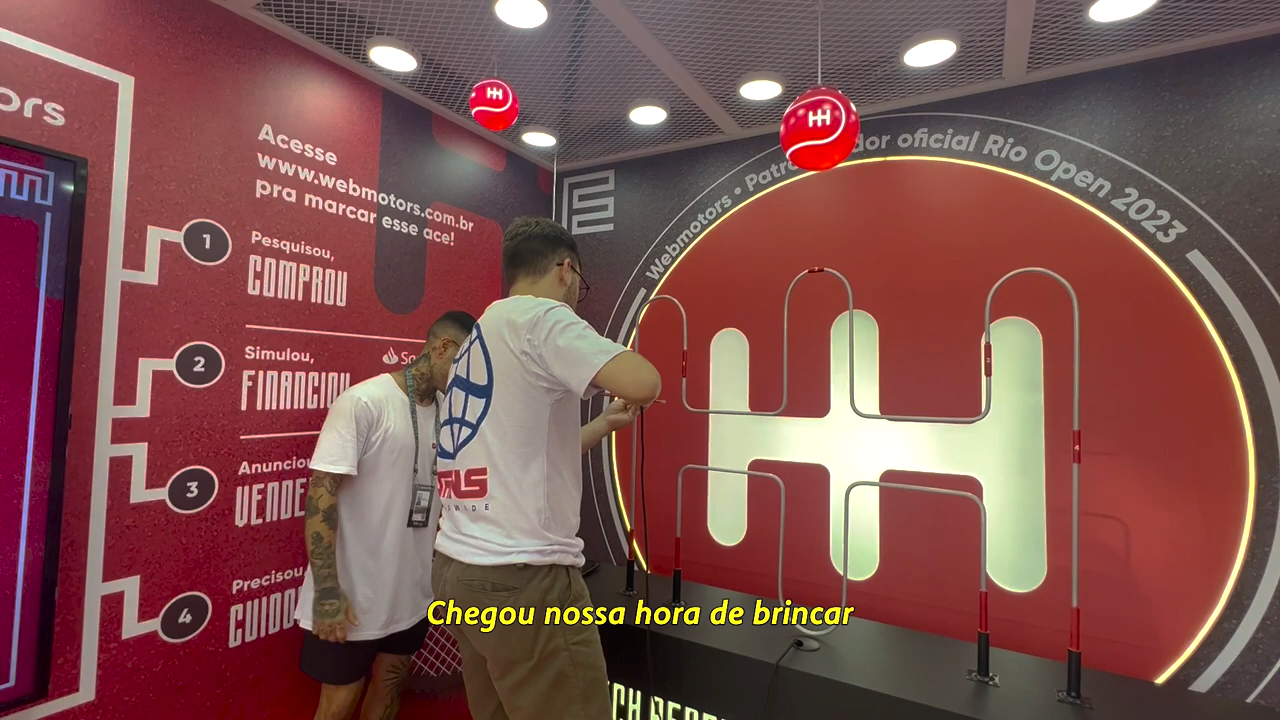 ors
Acesse
www.webmotors.com.br
pra marcar esse ace!
1
Pesquisou,
COMPROU
2
Simulou,
FINANCIOU
3
Anunciou
VENDE
4
Precisou
CUIDO
Webmotors • Patro dor oficial Rio Open 2023
Chegou nossa hora de brincar